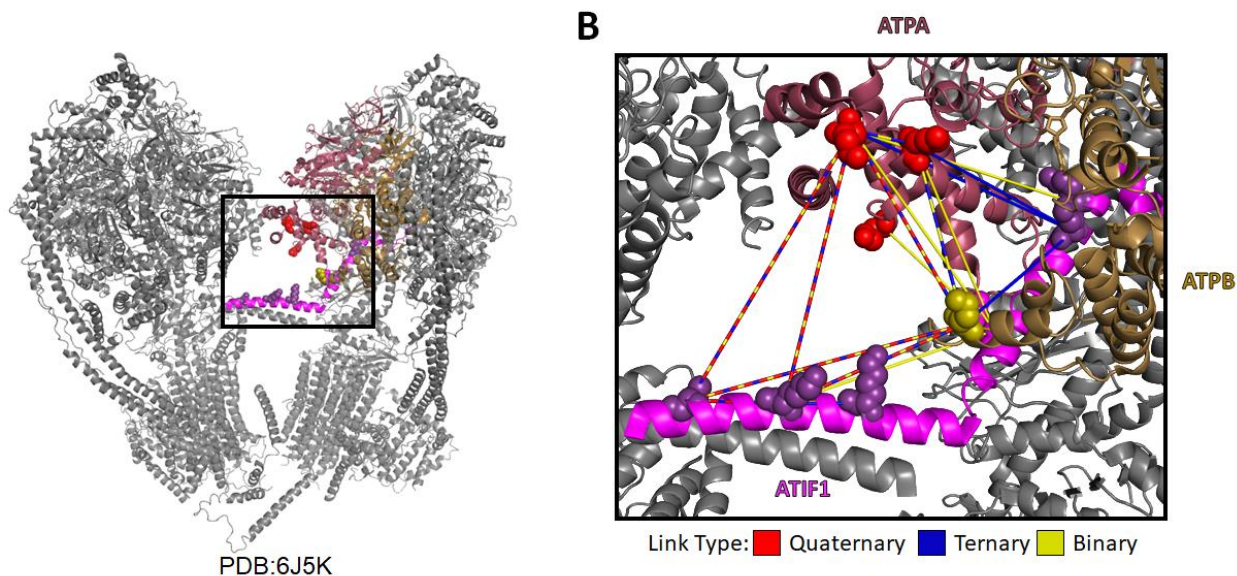 B
ATPA
ATPB
ATIF1
Link Type: Quaternary Ternary Binary
PDB:6J5K